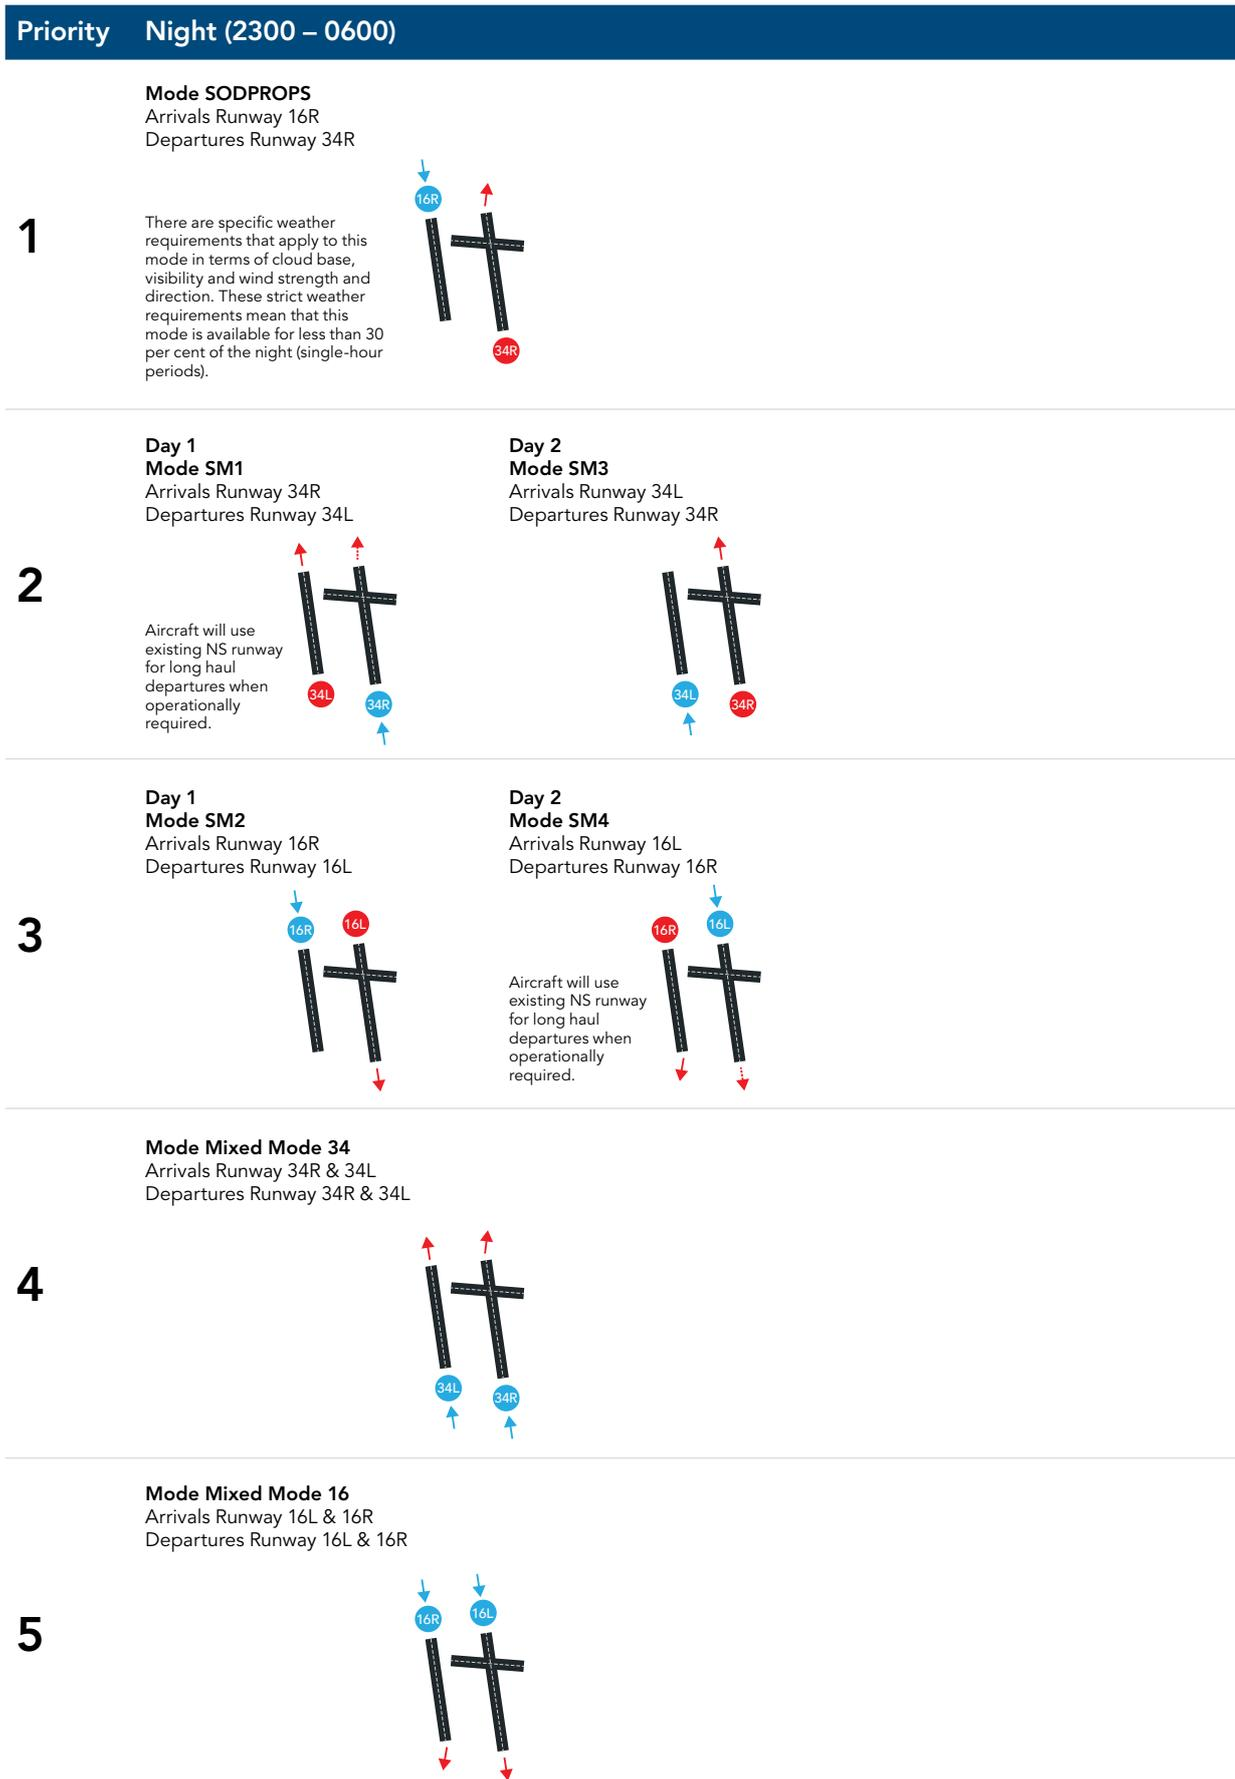 Priority Night (2300 – 0600)
1
Mode SODPROPS
Arrivals Runway 16R
Departures Runway 34R
There are specific weather
requirements that apply to this
mode in terms of cloud base,
visibility and wind strength and
direction. These strict weather
requirements mean that this
mode is available for less than 30
per cent of the night (single-hour
periods).
16R
34R
2
Day 1
Mode SM1
Arrivals Runway 34R
Departures Runway 34L
Aircraft will use
existing NS runway
for long haul
departures when
operationally
required.
34L
34R
Day 2
Mode SM3
Arrivals Runway 34L
Departures Runway 34R
34L
34R
3
Day 1
Mode SM2
Arrivals Runway 16R
Departures Runway 16L
16R
16L
Day 2
Mode SM4
Arrivals Runway 16L
Departures Runway 16R
16R
16L
Aircraft will use
existing NS runway
for long haul
departures when
operationally
required.
4
Mode Mixed Mode 34
Arrivals Runway 34R & 34L
Departures Runway 34R & 34L
34L
34R
5
Mode Mixed Mode 16
Arrivals Runway 16L & 16R
Departures Runway 16L & 16R
16R
16L